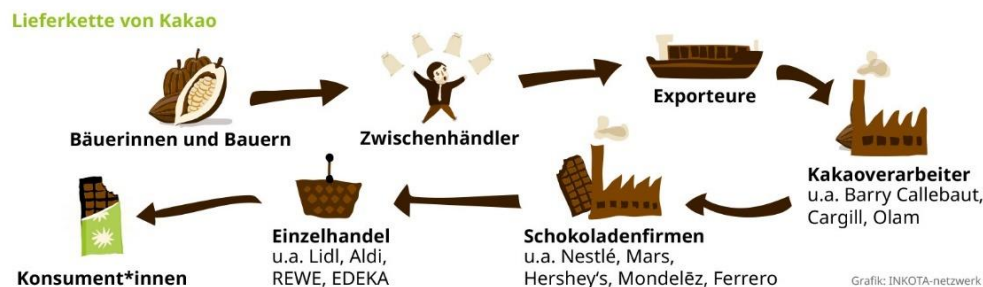 Lieferkette von Kakao
Bäuerinnen und Bauern
Zwischenhändler
Exporteure
Kakaoverarbeiter
u.a. Barry Callebaut,
Cargill, Olam
Schokoladenfirmen
u.a. Nestlé, Mars,
Hershey‘s, Mondelēz, Ferrero
Einzelhandel
u.a. Lidl, Aldi,
REWE, EDEKA
Konsument*innen
Grafik: INKOTA-netzwerk